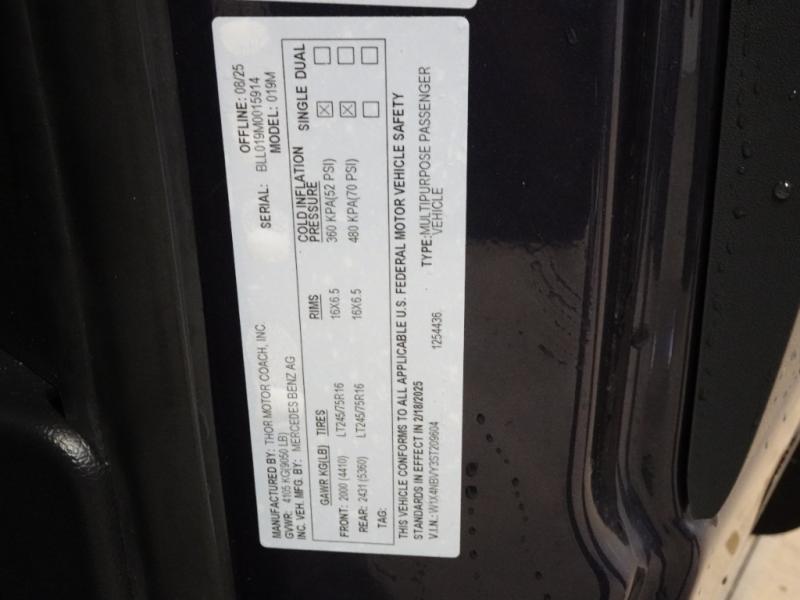 OFFLINE: 08/25
SERIAL: BLL019M0015914
MODEL: 019M
MANUFACTURED BY: THOR MOTOR COACH, INC
GVWR: 4105 KG(9050 LB)
INC. VEH. MFG. BY: MERCEDES BENZ AG
GAWR KG(LB) TIRES RIMS COLD INFLATION PRESSURE SINGLE DUAL
FRONT: 2000 (4410) LT245/75R16 16X6.5 360 KPA(52 PSI) ☒ ☐
REAR: 2431 (5360) LT245/75R16 16X6.5 480 KPA(70 PSI) ☒ ☐
TAG: ☐ ☐
THIS VEHICLE CONFORMS TO ALL APPLICABLE U.S. FEDERAL MOTOR VEHICLE SAFETY
STANDARDS IN EFFECT IN 2/18/2025
V.I.N.: W1X4NBVY3ST209604 1254436 TYPE:MULTIPURPOSE PASSENGER
VEHICLE